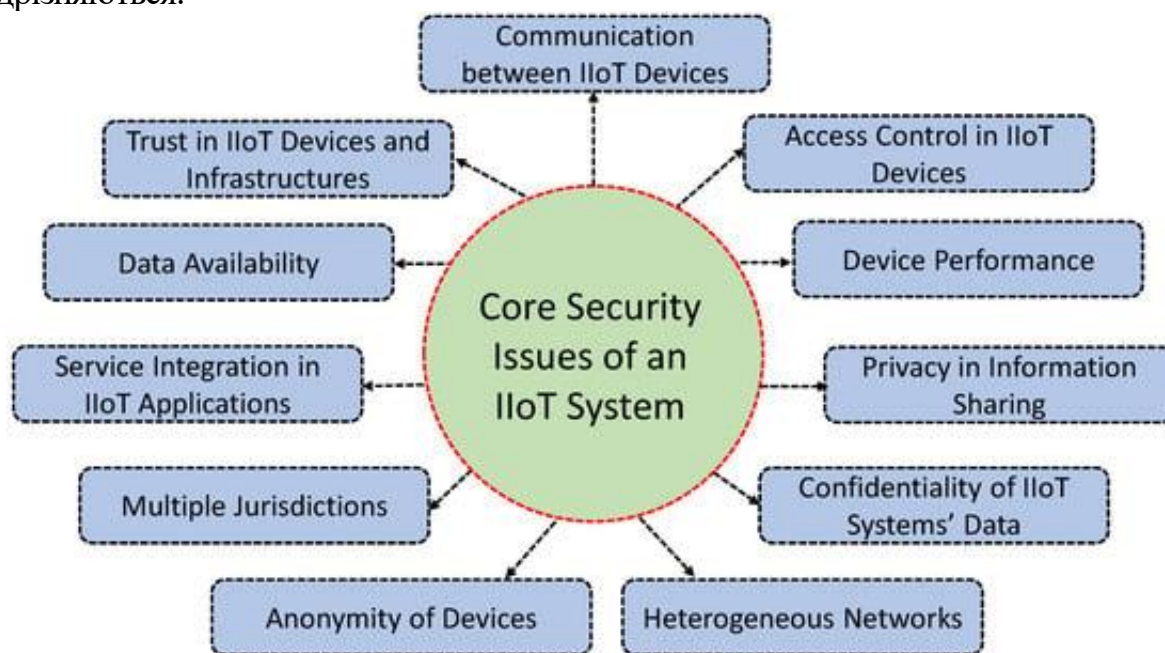 Communication
between IIoT Devices
Access Control in IIoT
Devices
Device Performance
Privacy in Information
Sharing
Confidentiality of IIoT
Systems’ Data
Heterogeneous Networks
Anonymity of Devices
Multiple Jurisdictions
Service Integration in
IIoT Applications
Data Availability
Trust in IIoT Devices and
Infrastructures
Core Security
Issues of an
IIoT System